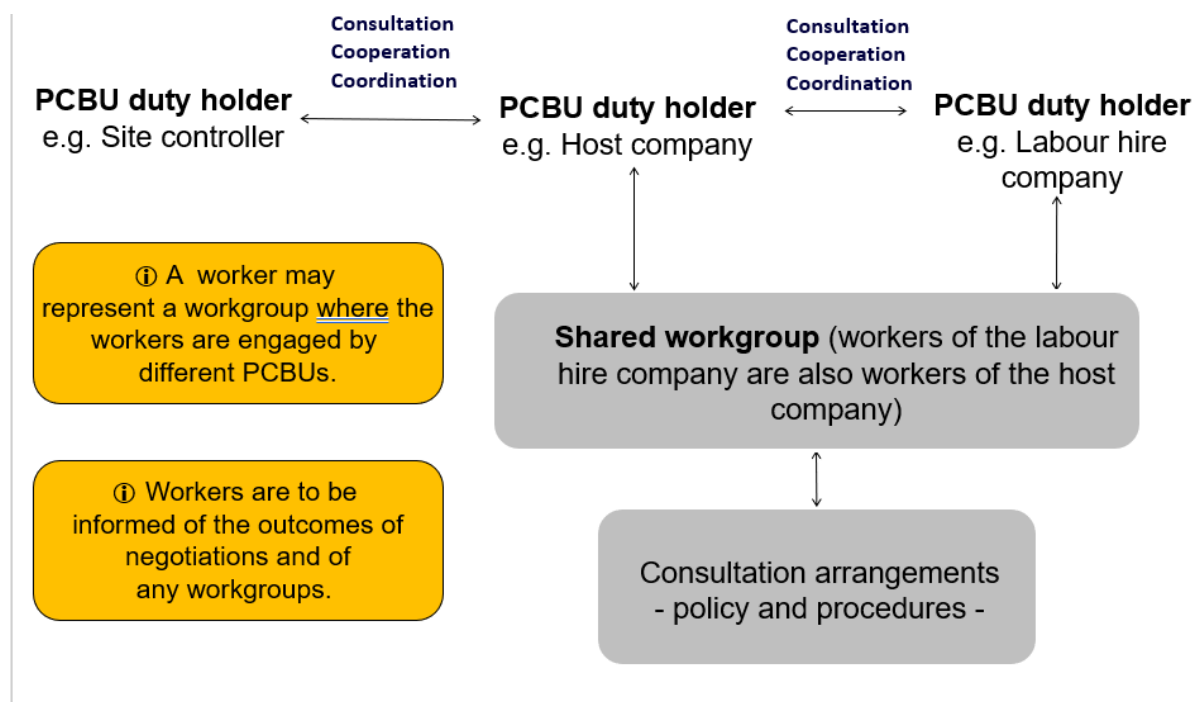 Consultation
Cooperation
Coordination
Consultation
Cooperation
Coordination
PCBU duty holder
e.g. Site controller
PCBU duty holder
e.g. Host company
PCBU duty holder
e.g. Labour hire
company
ⓘ A worker may
represent a workgroup where the
workers are engaged by
different PCBUs.
Shared workgroup (workers of the labour
hire company are also workers of the host
company)
ⓘ Workers are to be
informed of the outcomes of
negotiations and of
any workgroups.
Consultation arrangements
- policy and procedures -